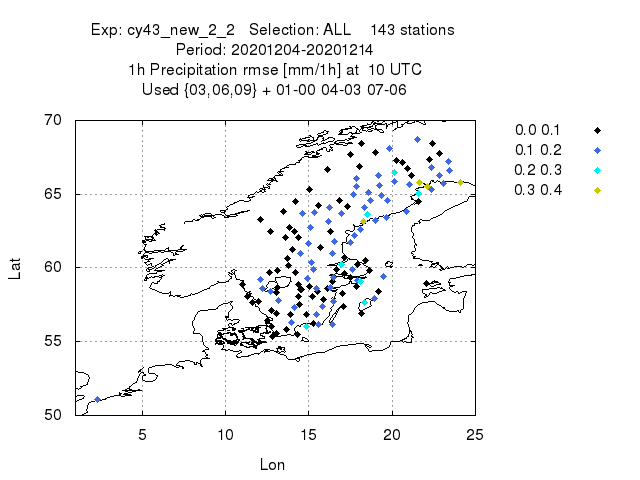 Exp: cy43_new_2_2 Selection: ALL 143 stations
Period: 20201204-20201214
1h Precipitation rmse [mm/1h] at 10 UTC
Used {03,06,09} + 01-00 04-03 07-06
70
65
60
55
50
Lat
5
10
15
20
25
Lon
0.0 0.1
0.1 0.2
0.2 0.3
0.3 0.4